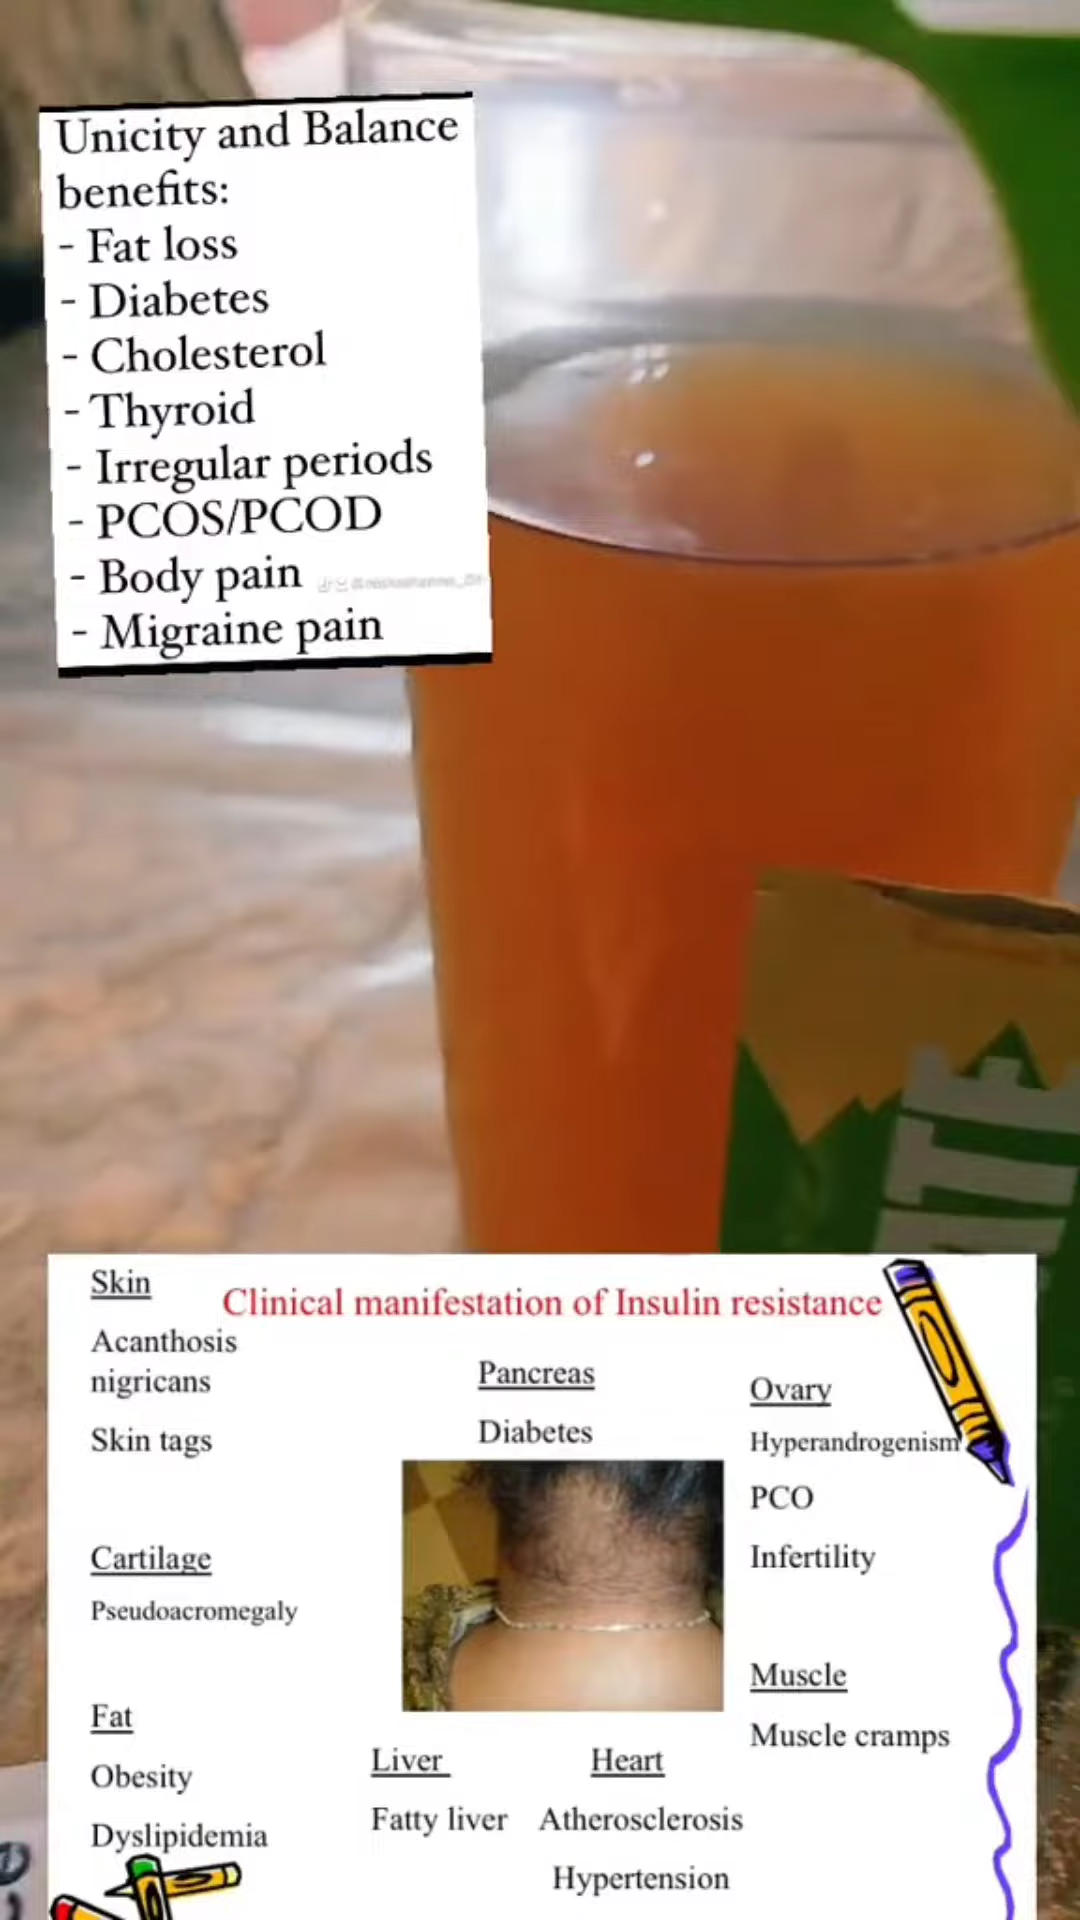 Unicity and Balance
benefits:
- Fat loss
- Diabetes
- Cholesterol
- Thyroid
- Irregular periods
- PCOS/PCOD
- Body pain
- Migraine pain
Clinical manifestation of Insulin resistance
Skin
Acanthosis
nigricans
Skin tags
Pancreas
Diabetes
Ovary
Hyperandrogenism
PCO
Infertility
Cartilage
Pseudoacromegaly
Muscle
Muscle cramps
Fat
Obesity
Dyslipidemia
Liver
Fatty liver
Heart
Atherosclerosis
Hypertension